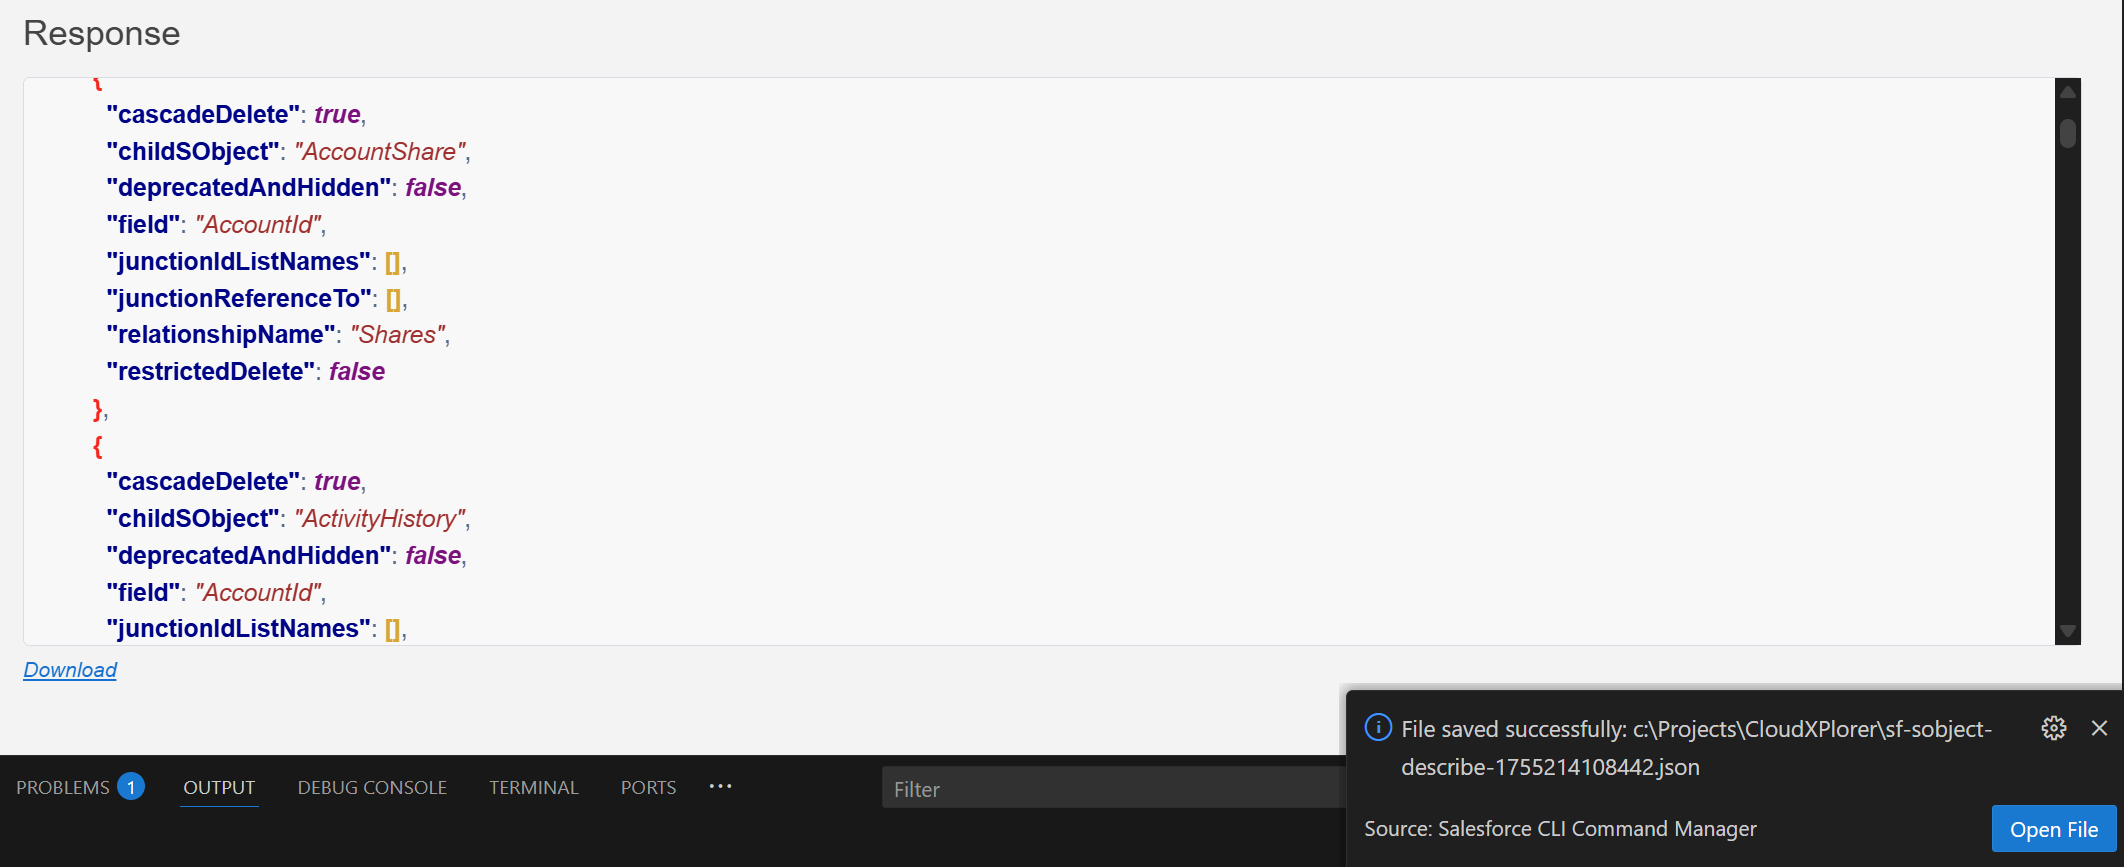 Response
{
"cascadeDelete": true,
"childSObject": "AccountShare",
"deprecatedAndHidden": false,
"field": "AccountId",
"junctionIdListNames": [],
"junctionReferenceTo": [],
"relationshipName": "Shares",
"restrictedDelete": false
},
{
"cascadeDelete": true,
"childSObject": "ActivityHistory",
"deprecatedAndHidden": false,
"field": "AccountId",
"junctionIdListNames": [],
Download
File saved successfully: c:\Projects\CloudXPlorer\sf-sobject-
describe-1755214108442.json
Source: Salesforce CLI Command Manager
Open File
PROBLEMS 1 OUTPUT DEBUG CONSOLE TERMINAL PORTS ··· Filter